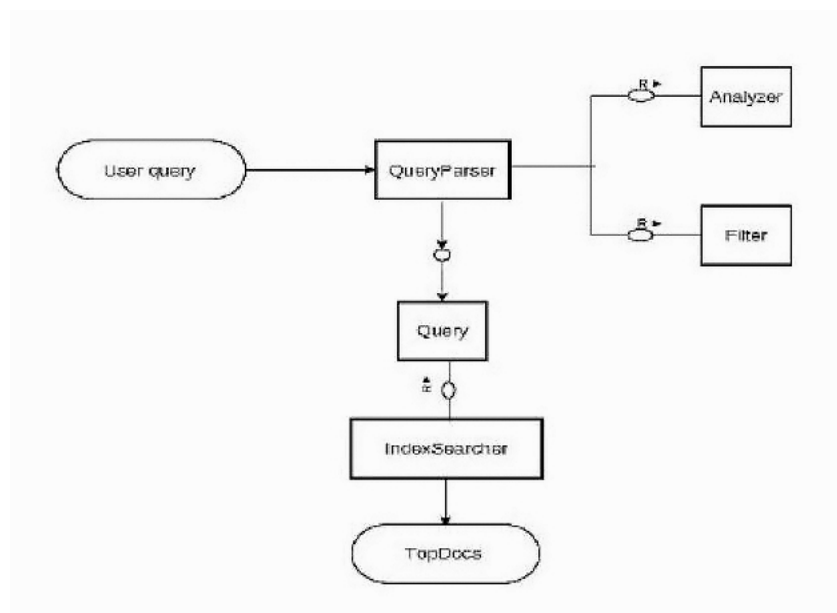 R ►
Analyzer
User query
QueryParser
R ►
Filter
Query
R ►
IndexSearcher
TopDocs